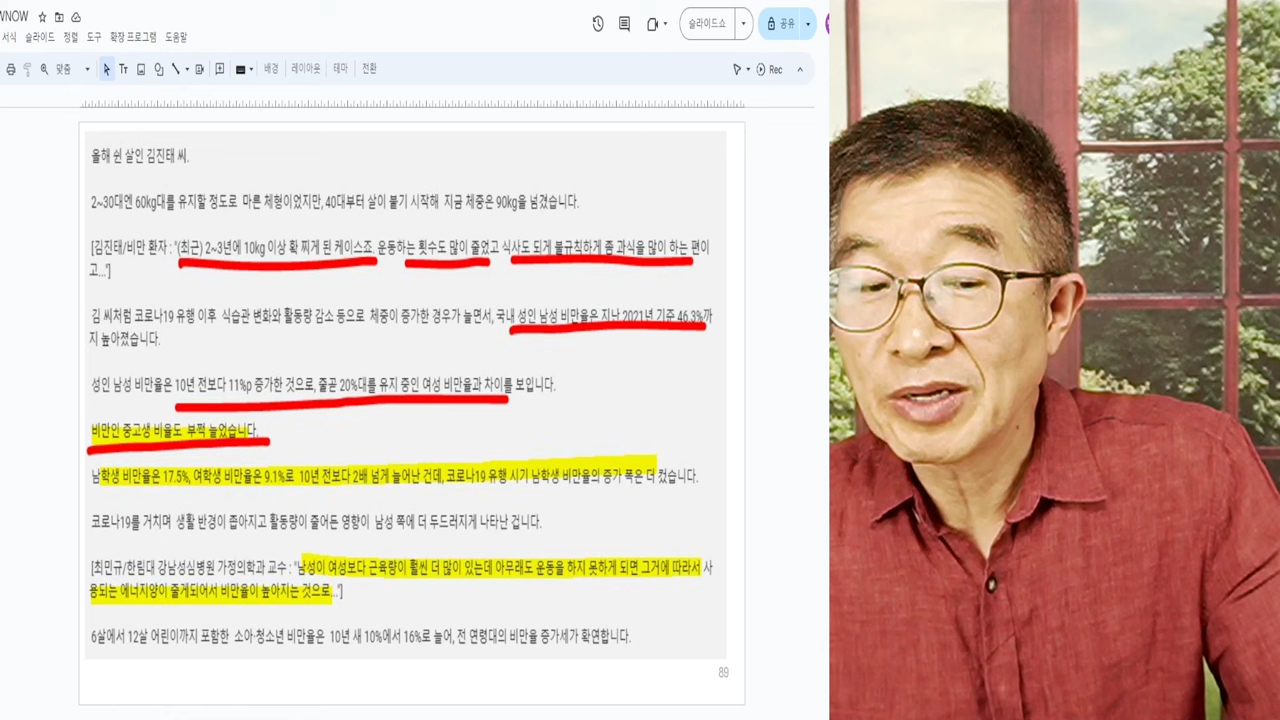 WNOW
서식 슬라이드 정렬 도구 확장 프로그램 도움말
슬라이드쇼
공유
맞춤
Tт
배경 레이아웃 테마 전환
Rec
올해 쉰 살인 김진태 씨.
2~30대엔 60kg대를 유지할 정도로 마른 체형이었지만, 40대부터 살이 붙기 시작해 지금 체중은 90kg을 넘겼습니다.
[김진태/비만 환자 : "(최근) 2~3년에 10kg 이상 확 찌게 된 케이스죠. 운동하는 횟수도 많이 줄었고 식사도 되게 불규칙하게 좀 과식을 많이 하는 편이
고..."]
김 씨처럼 코로나19 유행 이후 식습관 변화와 활동량 감소 등으로 체중이 증가한 경우가 늘면서, 국내 성인 남성 비만율은 지난 2021년 기준 46.3%까
지 높아졌습니다.
성인 남성 비만율은 10년 전보다 11%p 증가한 것으로, 줄곧 20%대를 유지 중인 여성 비만율과 차이를 보입니다.
비만인 중고생 비율도 부쩍 늘었습니다.
남학생 비만율은 17.5%, 여학생 비만율은 9.1%로 10년 전보다 2배 넘게 늘어난 건데, 코로나19 유행 시기 남학생 비만율의 증가 폭은 더 컸습니다.
코로나19를 거치며 생활 반경이 좁아지고 활동량이 줄어든 영향이 남성 쪽에 더 두드러지게 나타난 겁니다.
[최민규/한림대 강남성심병원 가정의학과 교수 : "남성이 여성보다 근육량이 훨씬 더 많이 있는데 아무래도 운동을 하지 못하게 되면 그거에 따라서 사
용되는 에너지양이 줄게되어서 비만율이 높아지는 것으로..."]
6살에서 12살 어린이까지 포함한 소아·청소년 비만율은 10년 새 10%에서 16%로 늘어, 전 연령대의 비만율 증가세가 확연합니다.
89